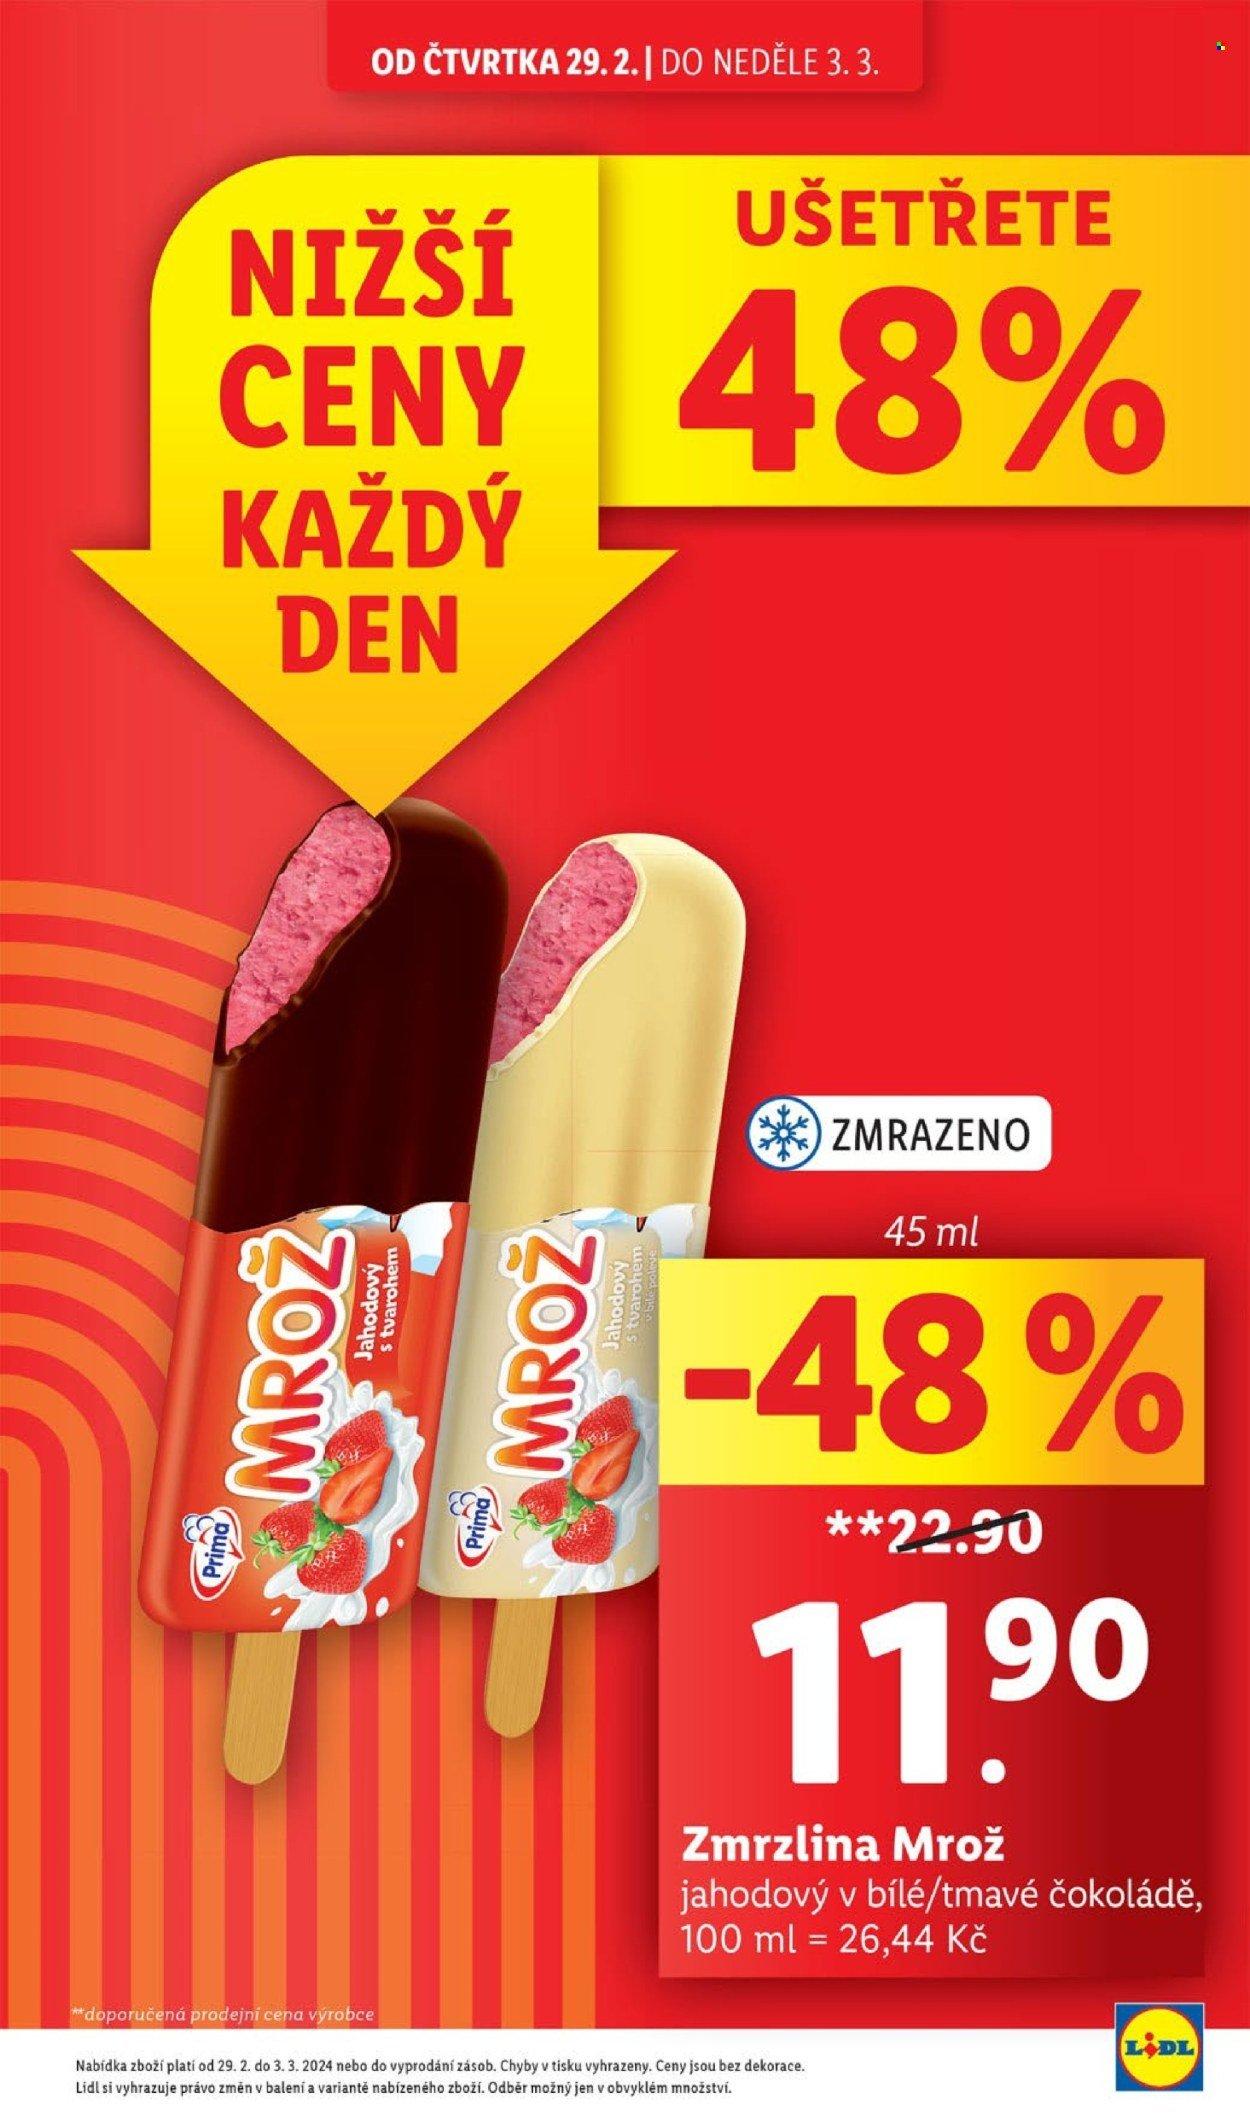 OD ČTVRTKA 29. 2. | DO NEDĚLE 3. 3.
NIŽŠÍ
CENY
KAŽDÝ
DEN
UŠETŘETE
48%
ZMRAZENO
45 ml
-48 %
**22.90
11.90
Zmrzlina Mrož
jahodový v bílé/tmavé čokoládě,
100 ml = 26,44 Kč
MROŽ
Jahodový
s tvarohem
Prima
MROŽ
Jahodový
s tvarohem
v bílé polevě
Prima
**doporučená prodejní cena výrobce
Nabídka zboží platí od 29. 2. do 3. 3. 2024 nebo do vyprodání zásob. Chyby v tisku vyhrazeny. Ceny jsou bez dekorace.
Lidl si vyhrazuje právo změn v balení a variantě nabízeného zboží. Odběr možný jen v obvyklém množství.
LIDL